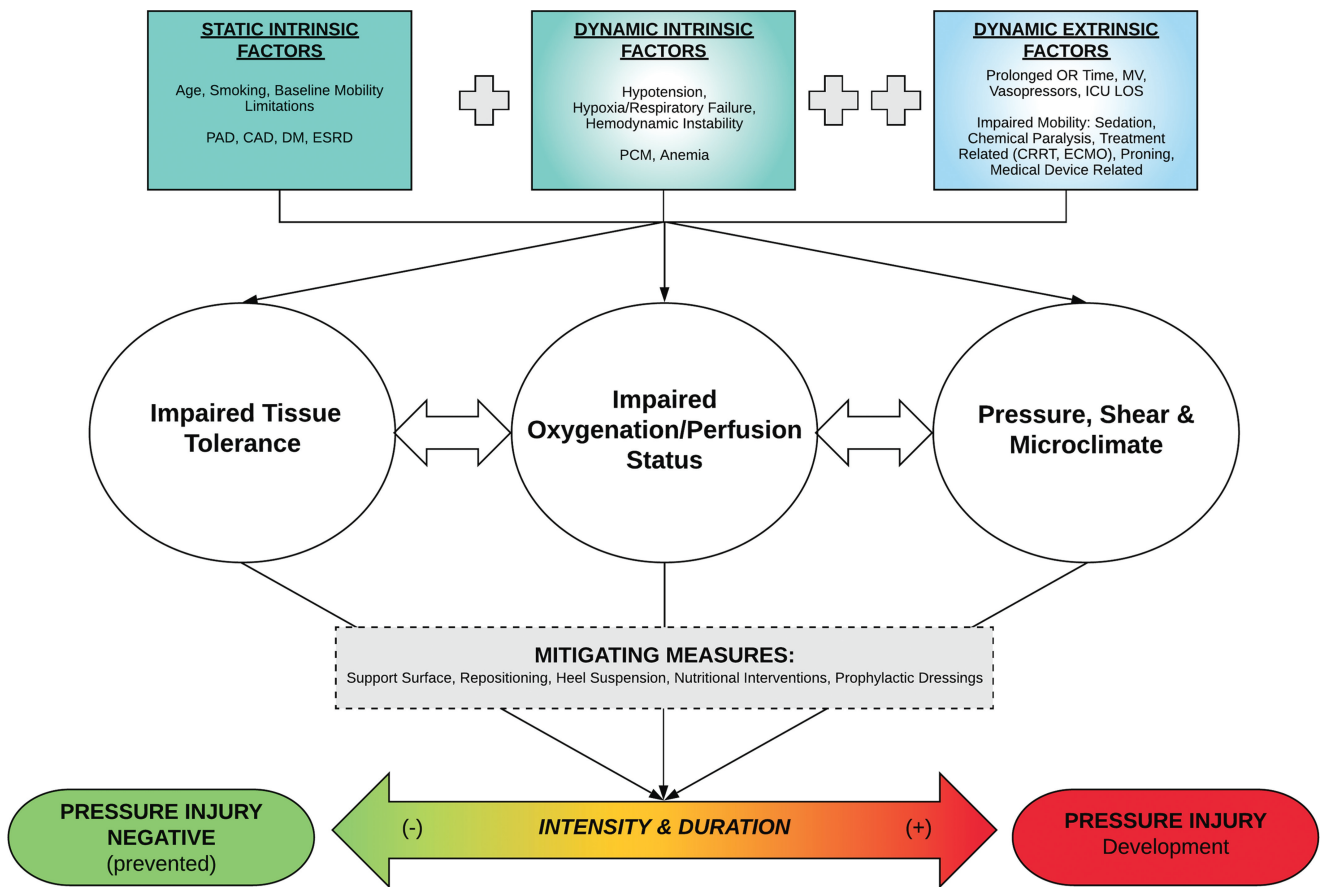 STATIC INTRINSIC
FACTORS
Age, Smoking, Baseline Mobility
Limitations
PAD, CAD, DM, ESRD
DYNAMIC INTRINSIC
FACTORS
Hypotension,
Hypoxia/Respiratory Failure,
Hemodynamic Instability
PCM, Anemia
DYNAMIC EXTRINSIC
FACTORS
Prolonged OR Time, MV,
Vasopressors, ICU LOS
Impaired Mobility: Sedation,
Chemical Paralysis, Treatment
Related (CRRT, ECMO), Proning,
Medical Device Related
Impaired Tissue
Tolerance
Impaired
Oxygenation/Perfusion
Status
Pressure, Shear &
Microclimate
MITIGATING MEASURES:
Support Surface, Repositioning, Heel Suspension, Nutritional Interventions, Prophylactic Dressings
PRESSURE INJURY
NEGATIVE
(prevented)
(-) INTENSITY & DURATION (+)
PRESSURE INJURY
Development